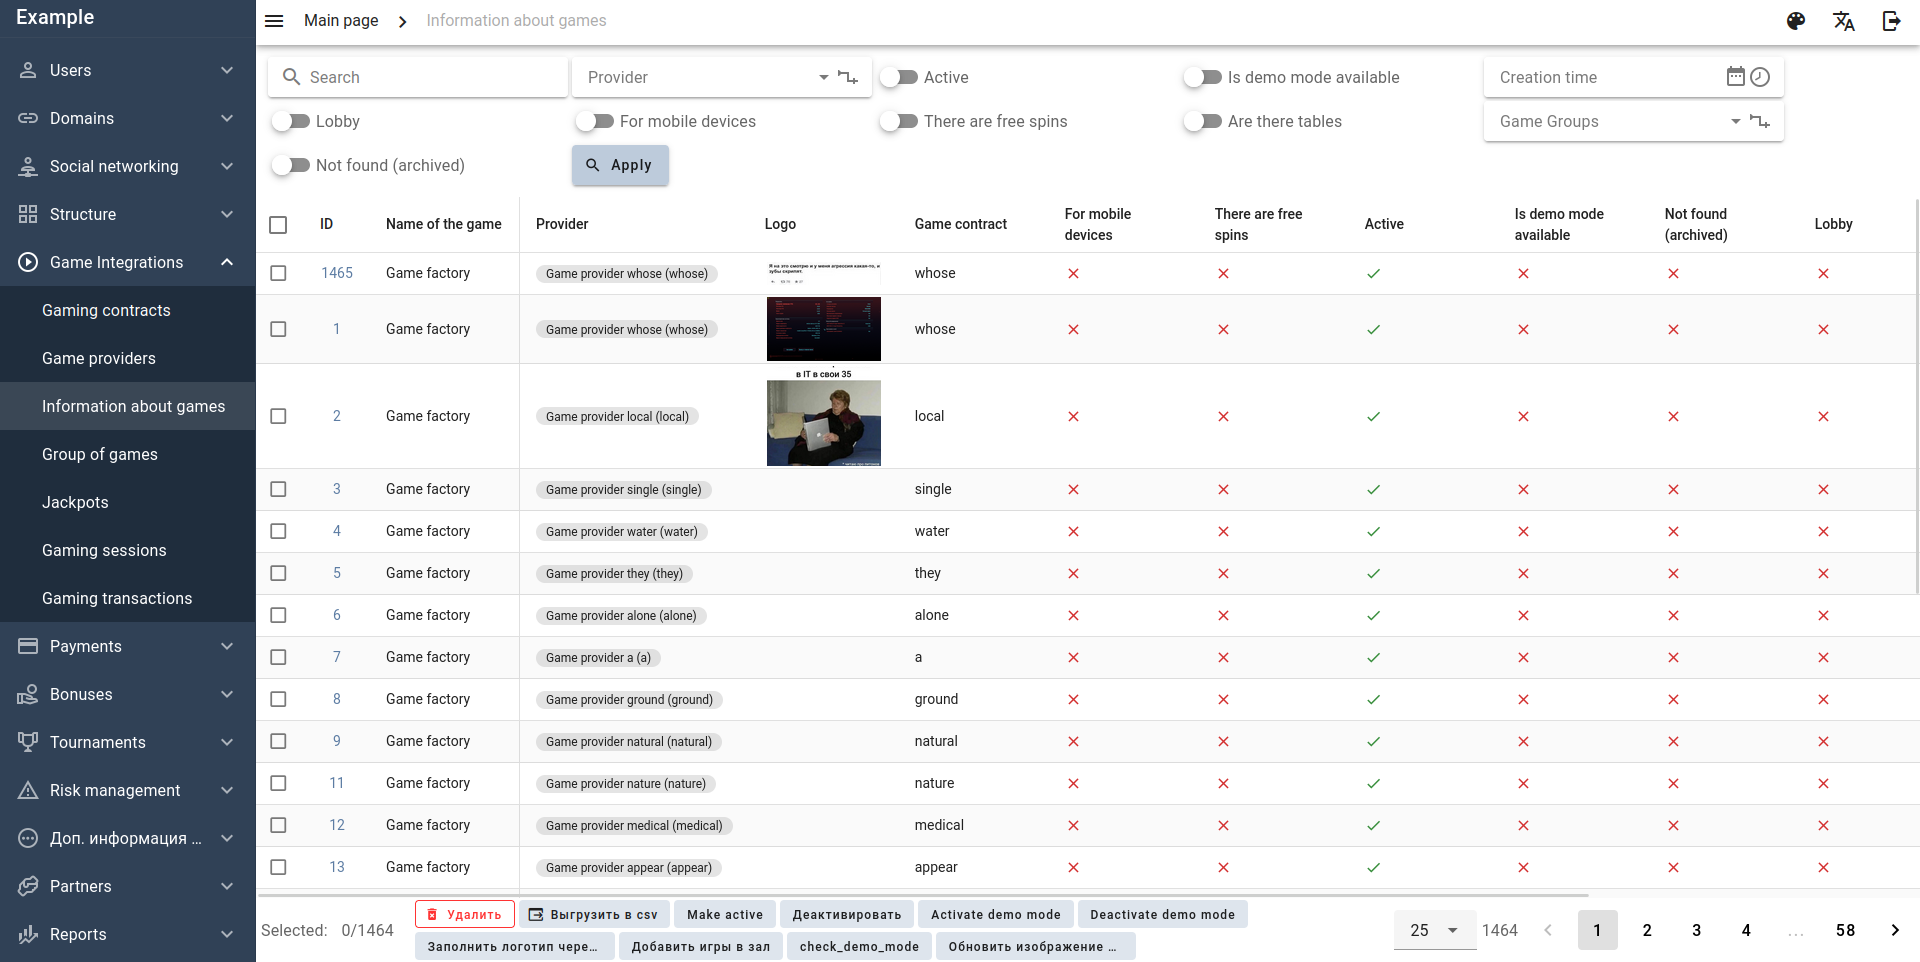 Example
Main page
Information about games
Users
Domains
Social networking
Structure
Game Integrations
Gaming contracts
Game providers
Information about games
Group of games
Jackpots
Gaming sessions
Gaming transactions
Payments
Bonuses
Tournaments
Risk management
Доп. информация ...
Partners
Reports
Search
Provider
Active
Is demo mode available
Creation time
Lobby
For mobile devices
There are free spins
Are there tables
Game Groups
Not found (archived)
Apply
ID
Name of the game
Provider
Logo
Game contract
For mobile devices
There are free spins
Active
Is demo mode available
Not found (archived)
Lobby
1465 Game factory Game provider whose (whose) whose
Я на это смотрю и у меня агрессия какая-то, и
зубы скрипят.
1 Game factory Game provider whose (whose) whose
в IT в свои 35
2 Game factory Game provider local (local) local
3 Game factory Game provider single (single) single
4 Game factory Game provider water (water) water
5 Game factory Game provider they (they) they
6 Game factory Game provider alone (alone) alone
7 Game factory Game provider a (a) a
8 Game factory Game provider ground (ground) ground
9 Game factory Game provider natural (natural) natural
11 Game factory Game provider nature (nature) nature
12 Game factory Game provider medical (medical) medical
13 Game factory Game provider appear (appear) appear
Selected: 0/1464
Удалить
Выгрузить в csv
Make active
Деактивировать
Activate demo mode
Deactivate demo mode
Заполнить логотип чере...
Добавить игры в зал
check_demo_mode
Обновить изображение ...
25
1464
1 2 3 4 ... 58